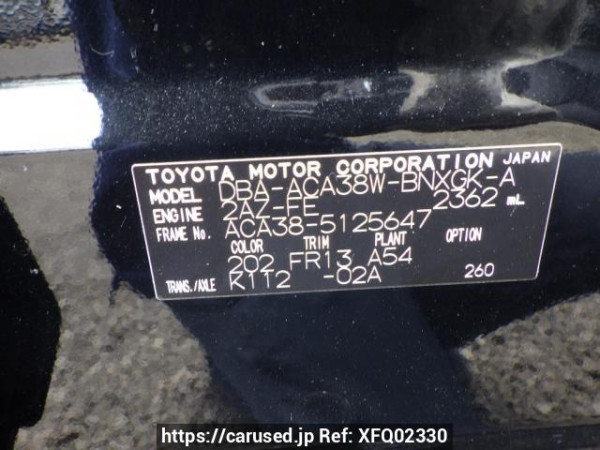 TOYOTA MOTOR CORPORATION JAPAN
MODEL DBA-ACA38W-BNXGK-A
ENGINE 2AZ-FE 2362 mL
FRAME NO. ACA38-5125647
COLOR TRIM PLANT OPTION
202 FR13 A54
TRANS./AXLE K112 -02A 260
https://carused.jp Ref: XFQ02330